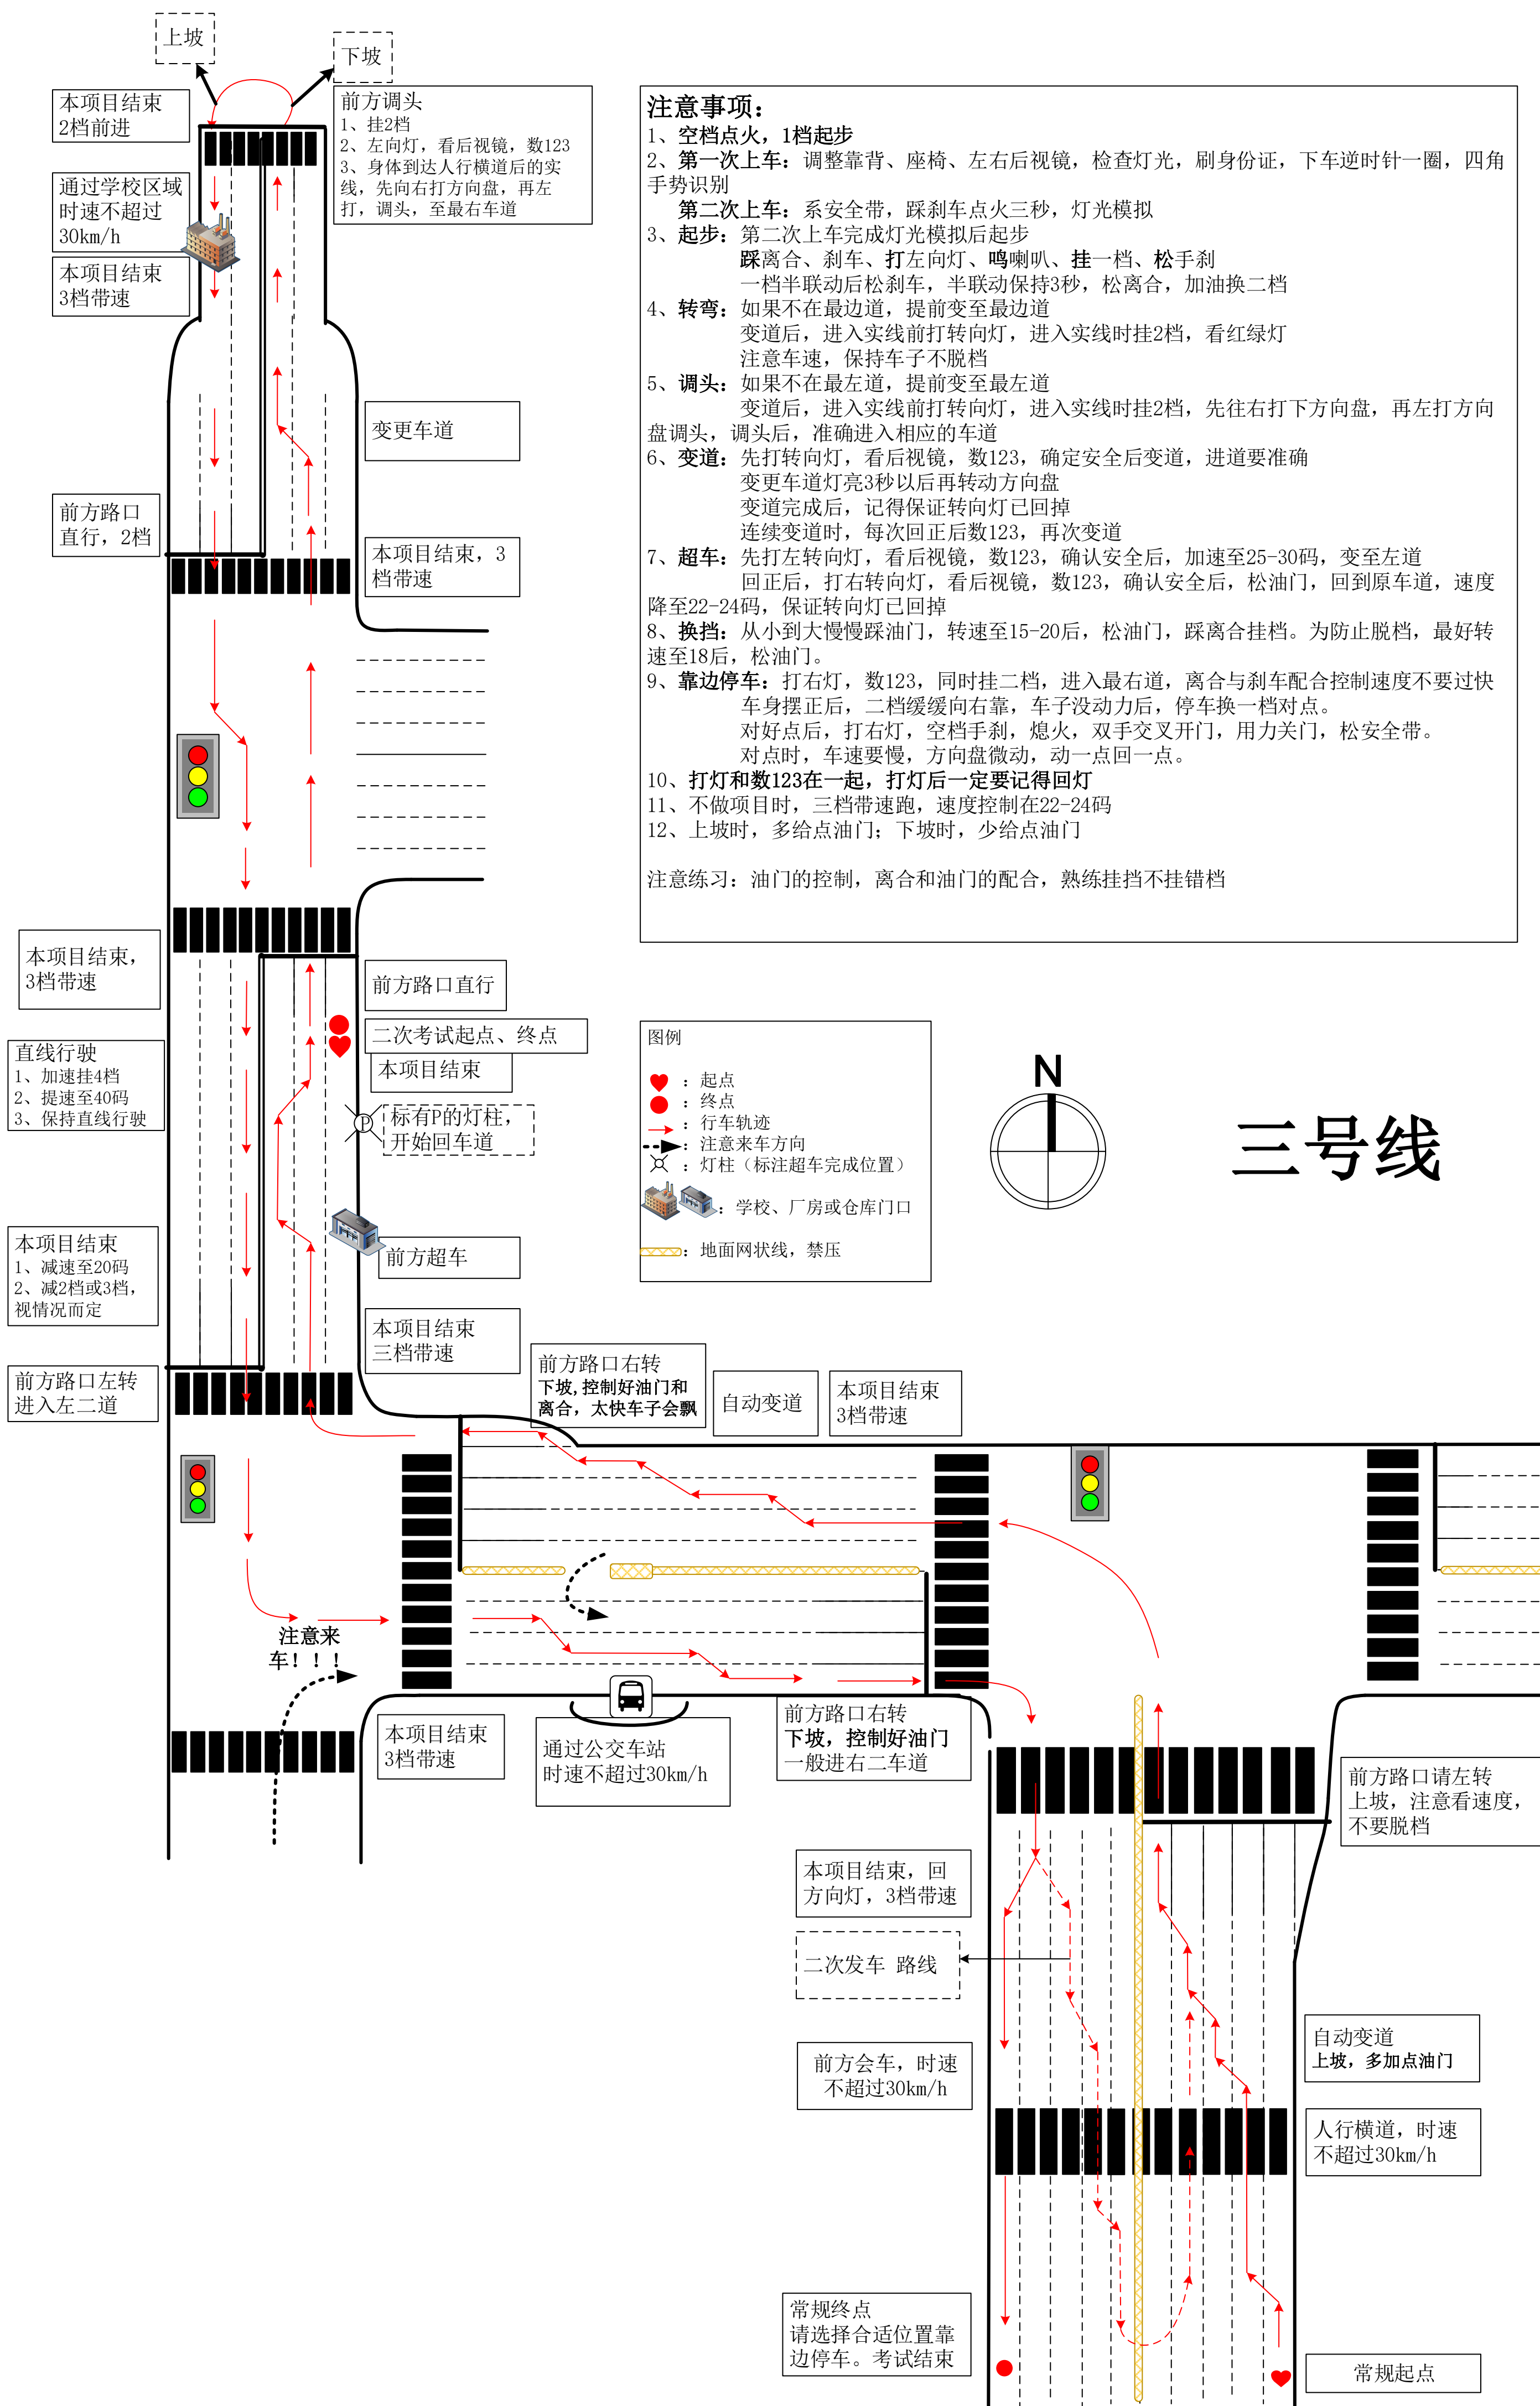 上坡
下坡
本项目结束
2档前进
前方调头
1、挂2档
2、左向灯，看后视镜，数123
3、身体到达人行横道后的实
线，先向右打方向盘，再左
打，调头，至最右车道
通过学校区域
时速不超过
30km/h
本项目结束
3档带速
变更车道
前方路口
直行，2档
本项目结束，3
档带速
注意事项：
1、空档点火，1档起步
2、第一次上车：调整靠背、座椅、左右后视镜，检查灯光，刷身份证，下车逆时针一圈，四角
手势识别
第二次上车：系安全带，踩刹车点火三秒，灯光模拟
3、起步：第二次上车完成灯光模拟后起步
踩离合、刹车、打左向灯、鸣喇叭、挂一档、松手刹
一档半联动后松刹车，半联动保持3秒，松离合，加油换二档
4、转弯：如果不在最边道，提前变至最边道
变道后，进入实线前打转向灯，进入实线时挂2档，看红绿灯
注意车速，保持车子不脱档
5、调头：如果不在最左道，提前变至最左道
变道后，进入实线前打转向灯，进入实线时挂2档，先往右打下方向盘，再左打方向
盘调头，调头后，准确进入相应的车道
6、变道：先打转向灯，看后视镜，数123，确定安全后变道，进道要准确
变更车道灯亮3秒以后再转动方向盘
变道完成后，记得保证转向灯已回掉
连续变道时，每次回正后数123，再次变道
7、超车：先打左转向灯，看后视镜，数123，确认安全后，加速至25-30码，变至左道
回正后，打右转向灯，看后视镜，数123，确认安全后，松油门，回到原车道，速度
降至22-24码，保证转向灯已回掉
8、换挡：从小到大慢慢踩油门，转速至15-20后，松油门，踩离合挂档。为防止脱档，最好转
速至18后，松油门。
9、靠边停车：打右灯，数123，同时挂二档，进入最右道，离合与刹车配合控制速度不要过快
车身摆正后，二档缓缓向右靠，车子没动力后，停车换一档对点。
对好点后，打右灯，空档手刹，熄火，双手交叉开门，用力关门，松安全带。
对点时，车速要慢，方向盘微动，动一点回一点。
10、打灯和数123在一起，打灯后一定要记得回灯
11、不做项目时，三档带速跑，速度控制在22-24码
12、上坡时，多给点油门；下坡时，少给点油门
注意练习：油门的控制，离合和油门的配合，熟练挂挡不挂错档
本项目结束，
3档带速
前方路口直行
二次考试起点、终点
本项目结束
P
标有P的灯柱，
开始回车道
直线行驶
1、加速挂4档
2、提速至40码
3、保持直线行驶
前方超车
本项目结束
1、减速至20码
2、减2档或3档，
视情况而定
本项目结束
三档带速
图例
：起点
：终点
：行车轨迹
：注意来车方向
：灯柱（标注超车完成位置）
：学校、厂房或仓库门口
：地面网状线，禁压
N
三号线
前方路口左转
进入左二道
前方路口右转
下坡,控制好油门和
离合，太快车子会飘
自动变道
本项目结束
3档带速
注意来
车！！！
本项目结束
3档带速
通过公交车站
时速不超过30km/h
前方路口右转
下坡，控制好油门
一般进右二车道
前方路口请左转
上坡，注意看速度，
不要脱档
本项目结束，回
方向灯，3档带速
二次发车 路线
前方会车，时速
不超过30km/h
自动变道
上坡，多加点油门
人行横道，时速
不超过30km/h
常规终点
请选择合适位置靠
边停车。考试结束
常规起点